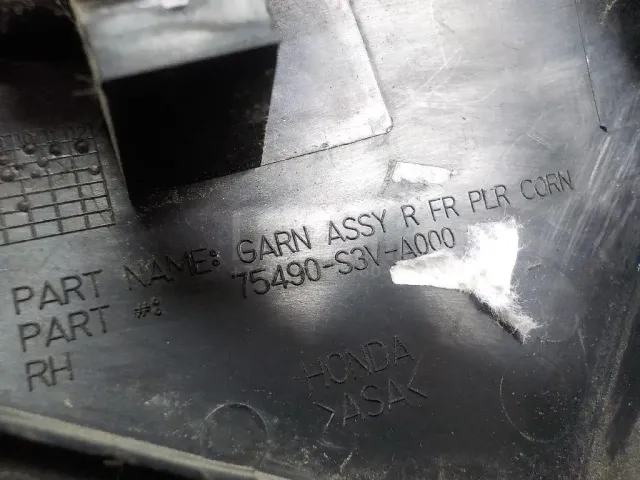 PART NAME: GARN ASSY R FR PLR CORN
PART #: 75490-S3V-A000
RH
HONDA
>ASA<